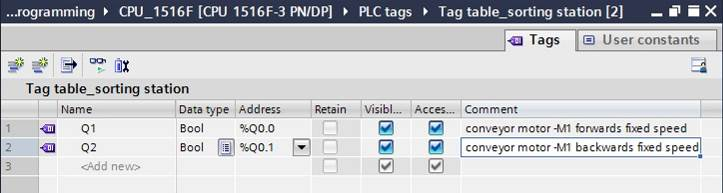 ...rogramming ▸ CPU_1516F [CPU 1516F-3 PN/DP] ▸ PLC tags ▸ Tag table_sorting station [2]
Tags User constants
Tag table_sorting station
Name Data type Address Retain Visibl... Acces... Comment
1 Q1 Bool %Q0.0 conveyor motor -M1 forwards fixed speed
2 Q2 Bool %Q0.1 conveyor motor -M1 backwards fixed speed
3 <Add new>